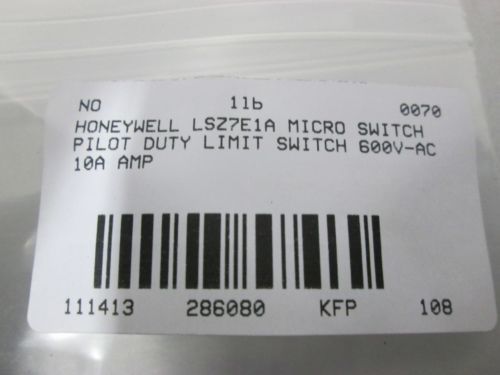 NO 1lb 0070
HONEYWELL LSZ7E1A MICRO SWITCH
PILOT DUTY LIMIT SWITCH 600V-AC
10A AMP
111413 286080 KFP 108